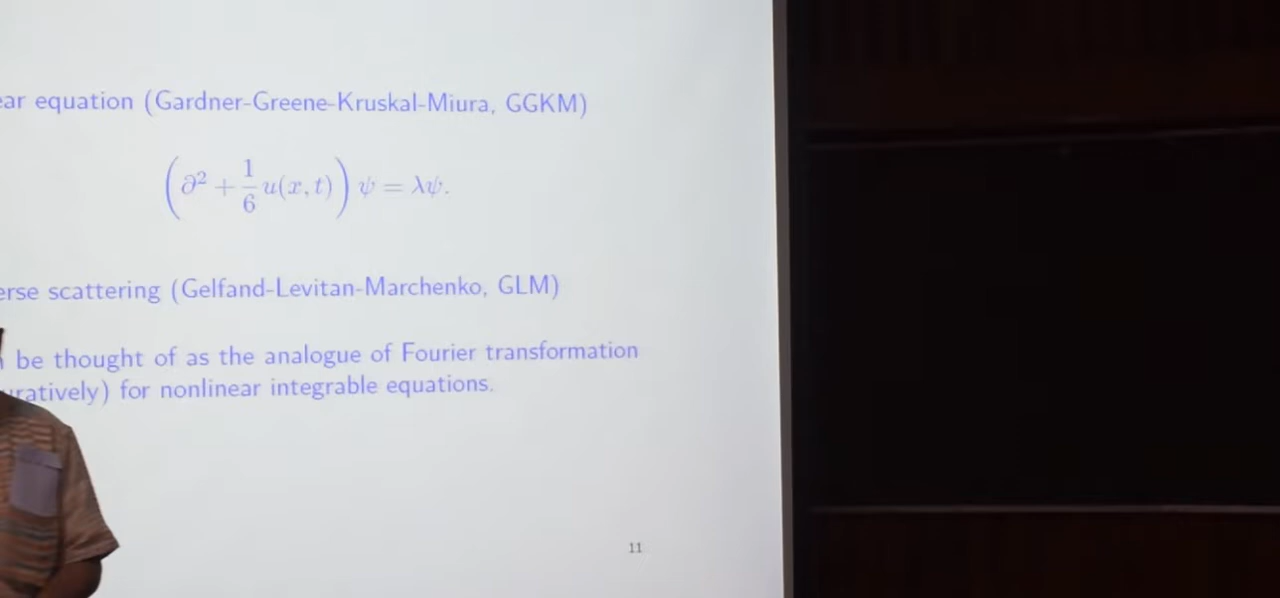 ear equation (Gardner-Greene-Kruskal-Miura, GGKM)
(∂² + 1/6 u(x, t)) ψ = λψ.
erse scattering (Gelfand-Levitan-Marchenko, GLM)
be thought of as the analogue of Fourier transformation
uratively) for nonlinear integrable equations.
11